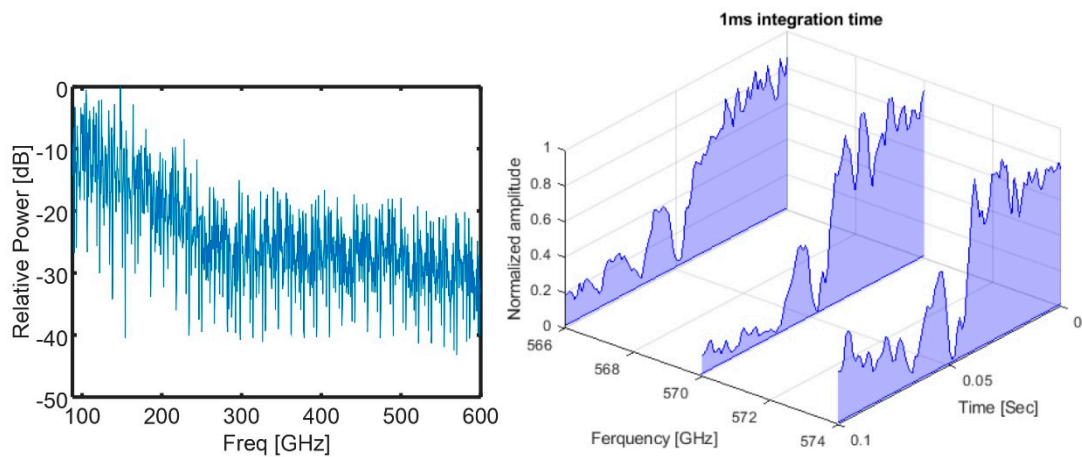 0
-10
-20
-30
-40
-50
Relative Power [dB]
100 200 300 400 500 600
Freq [GHz]
1ms integration time
1
0.8
0.6
0.4
0.2
0
Normalized amplitude
566
568
570
572
574
Ferquency [GHz]
0
0.05
0.1
Time [Sec]